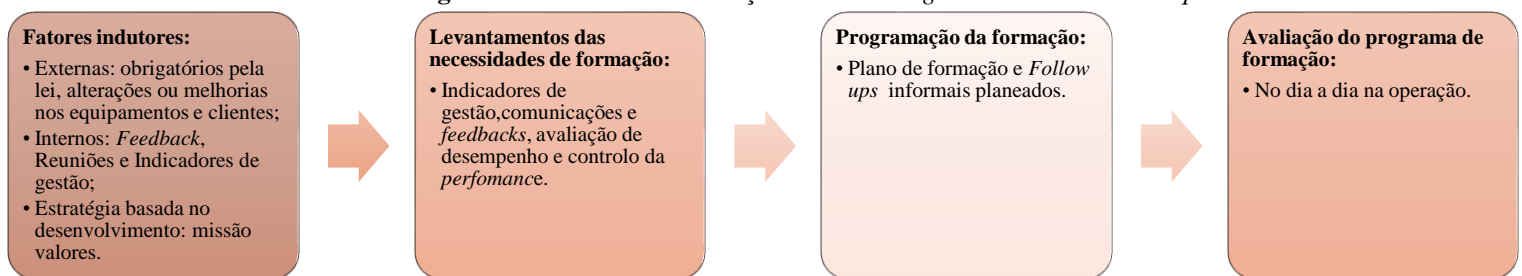 Fatores indutores:
• Externas: obrigatórios pela
lei, alterações ou melhorias
nos equipamentos e clientes;
• Internos: Feedback,
Reuniões e Indicadores de
gestão;
• Estratégia basada no
desenvolvimento: missão
valores.
Levantamentos das
necessidades de formação:
• Indicadores de
gestão,comunicações e
feedbacks, avaliação de
desempenho e controlo da
perfomance.
Programação da formação:
• Plano de formação e Follow
ups informais planeados.
Avaliação do programa de
formação:
• No dia a dia na operação.